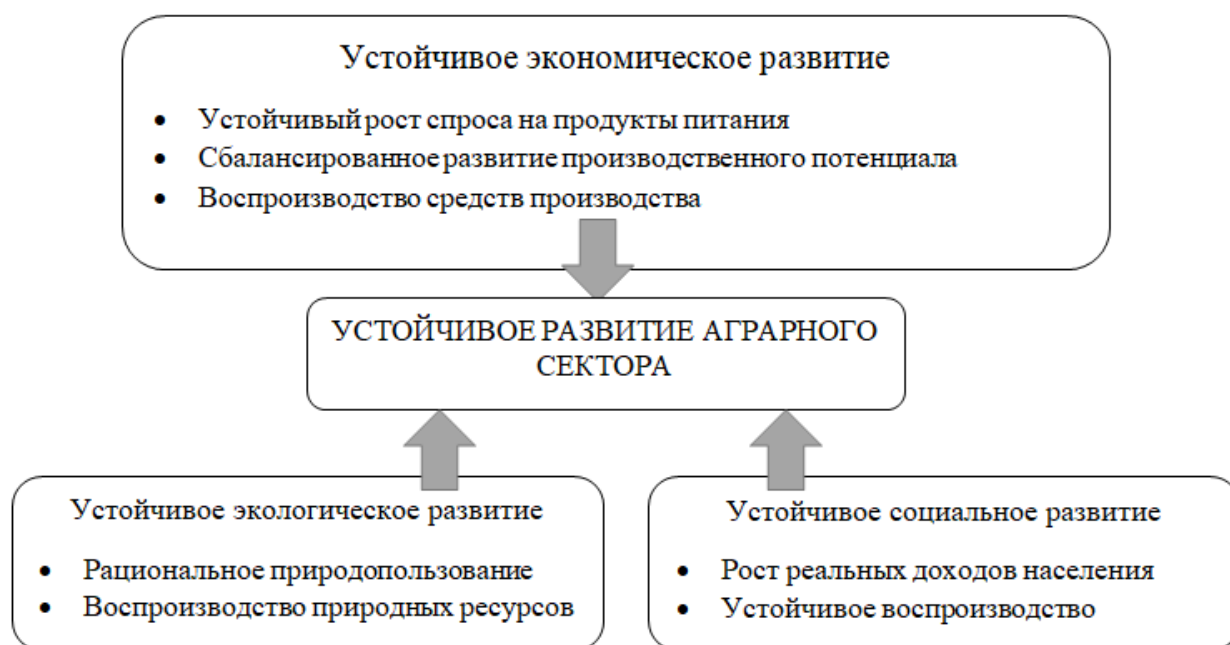 Устойчивое экономическое развитие
• Устойчивый рост спроса на продукты питания
• Сбалансированное развитие производственного потенциала
• Воспроизводство средств производства
УСТОЙЧИВОЕ РАЗВИТИЕ АГРАРНОГО
СЕКТОРА
Устойчивое экологическое развитие
• Рациональное природопользование
• Воспроизводство природных ресурсов
Устойчивое социальное развитие
• Рост реальных доходов населения
• Устойчивое воспроизводство